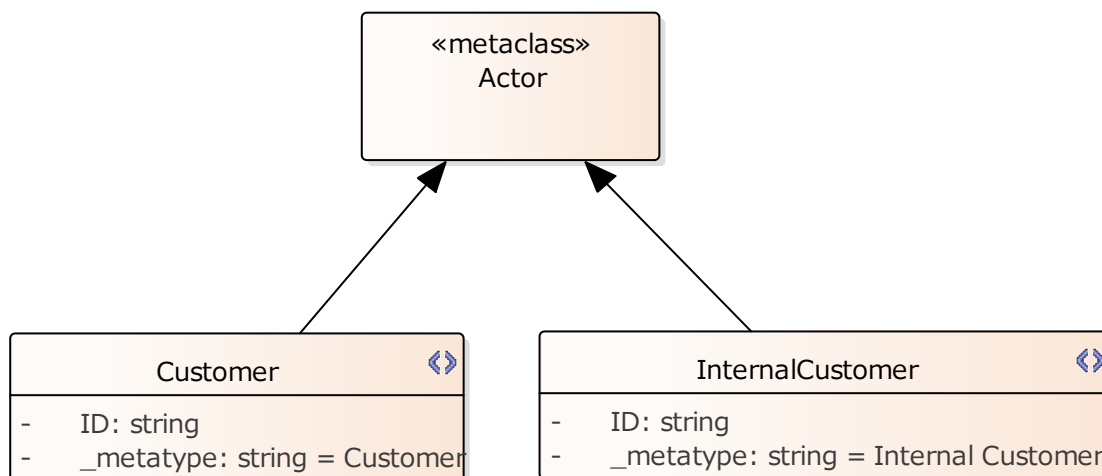 «metaclass»
Actor
Customer
- ID: string
- _metatype: string = Customer
InternalCustomer
- ID: string
- _metatype: string = Internal Customer